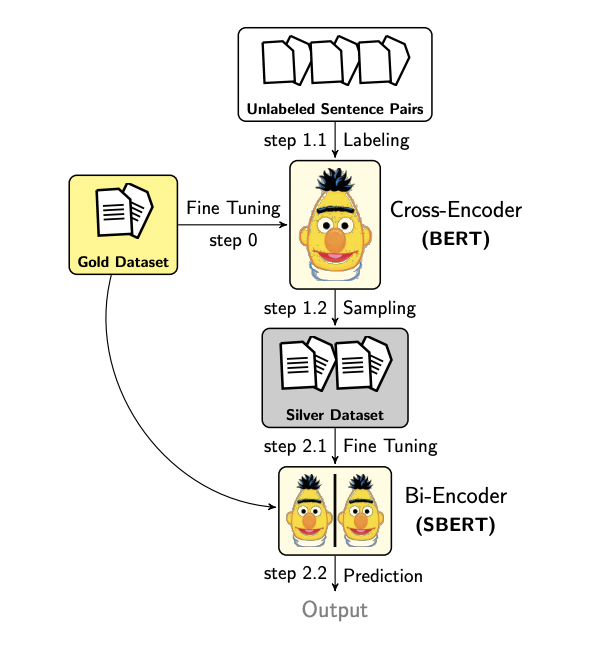 Unlabeled Sentence Pairs
step 1.1 Labeling
Fine Tuning
step 0
Gold Dataset
Cross-Encoder
(BERT)
step 1.2 Sampling
Silver Dataset
step 2.1 Fine Tuning
Bi-Encoder
(SBERT)
step 2.2 Prediction
Output